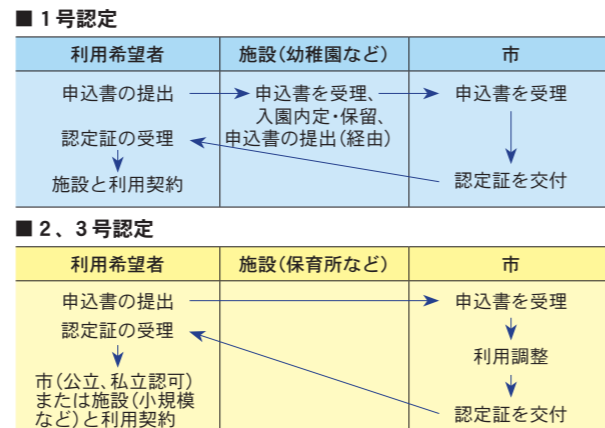 ■ 1号認定
利用希望者 施設(幼稚園など) 市
申込書の提出 申込書を受理、 申込書を受理
入園内定・保留、
認定証の受理 申込書の提出(経由)
施設と利用契約 認定証を交付
■ 2、3号認定
利用希望者 施設(保育所など) 市
申込書の提出 申込書を受理
認定証の受理
利用調整
市(公立、私立認可)
または施設(小規模
など)と利用契約 認定証を交付